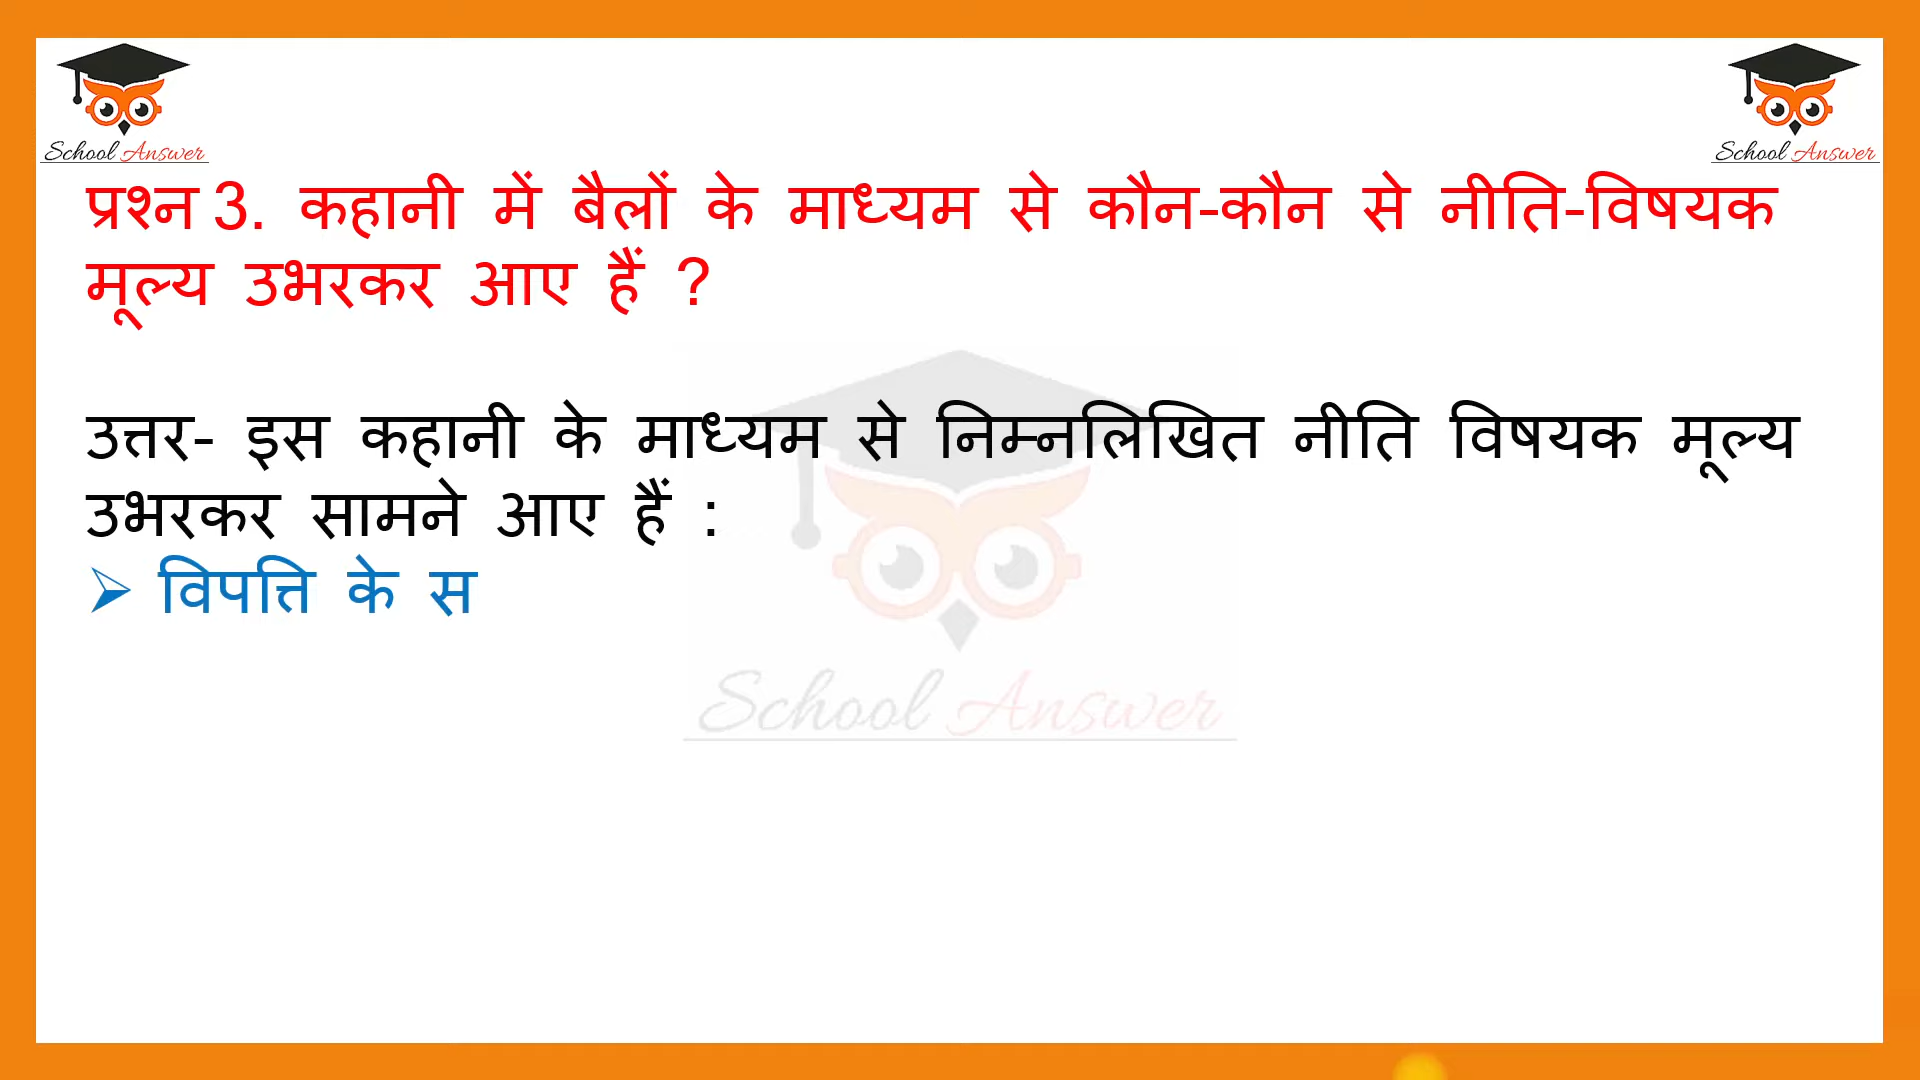 School Answer
School Answer
प्रश्न 3. कहानी में बैलों के माध्यम से कौन-कौन से नीति-विषयक
मूल्य उभरकर आए हैं ?
उत्तर- इस कहानी के माध्यम से निम्नलिखित नीति विषयक मूल्य
उभरकर सामने आए हैं :
➢ विपत्ति के स
School Answer